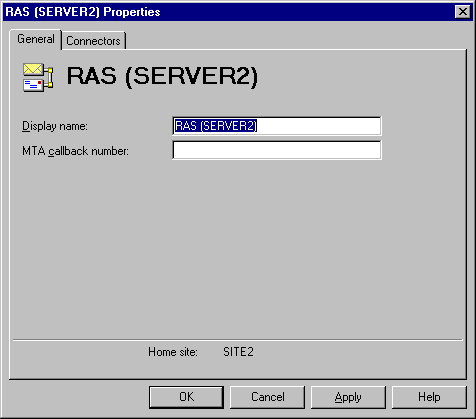 RAS (SERVER2) Properties
General Connectors
RAS (SERVER2)
Display name: RAS (SERVER2)
MTA callback number:
Home site: SITE2
OK Cancel Apply Help